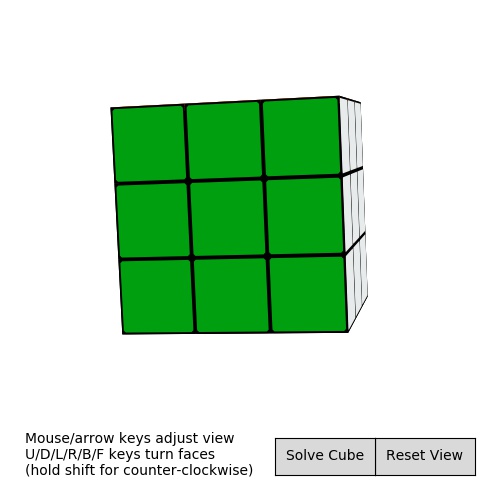 Mouse/arrow keys adjust view
U/D/L/R/B/F keys turn faces
(hold shift for counter-clockwise)
Solve Cube
Reset View